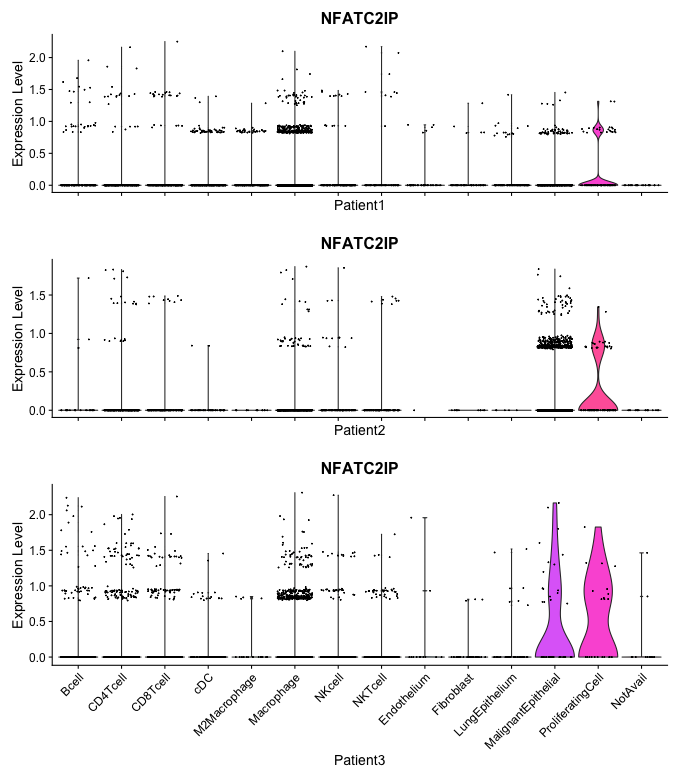 NFATC2IP
Expression Level
2.0
1.5
1.0
0.5
0.0
Patient1
NFATC2IP
Expression Level
1.5
1.0
0.5
0.0
Patient2
NFATC2IP
Expression Level
2.0
1.5
1.0
0.5
0.0
Bcell
CD4Tcell
CD8Tcell
cDC
M2Macrophage
Macrophage
NKcell
NKTcell
Endothelium
Fibroblast
LungEpithelium
MalignantEpithelial
ProliferatingCell
NotAvail
Patient3